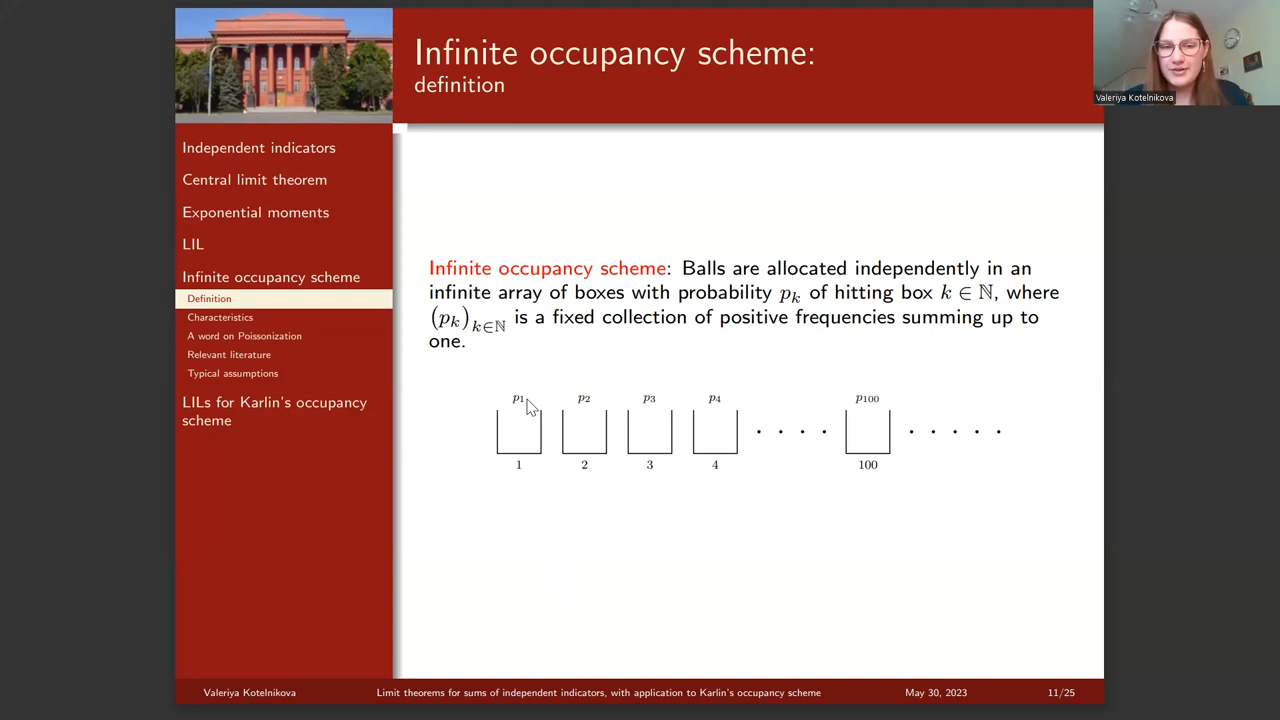 Infinite occupancy scheme:
definition
Valeriya Kotelnikova
Independent indicators
Central limit theorem
Exponential moments
LIL
Infinite occupancy scheme
Definition
Characteristics
A word on Poissonization
Relevant literature
Typical assumptions
LILs for Karlin's occupancy
scheme
Infinite occupancy scheme: Balls are allocated independently in an
infinite array of boxes with probability pₖ of hitting box k ∈ ℕ, where
(pₖ)ₖ∈ℕ is a fixed collection of positive frequencies summing up to
one.
p₁ p₂ p₃ p₄ p₁₀₀
1 2 3 4 100
Valeriya Kotelnikova Limit theorems for sums of independent indicators, with application to Karlin's occupancy scheme May 30, 2023 11/25